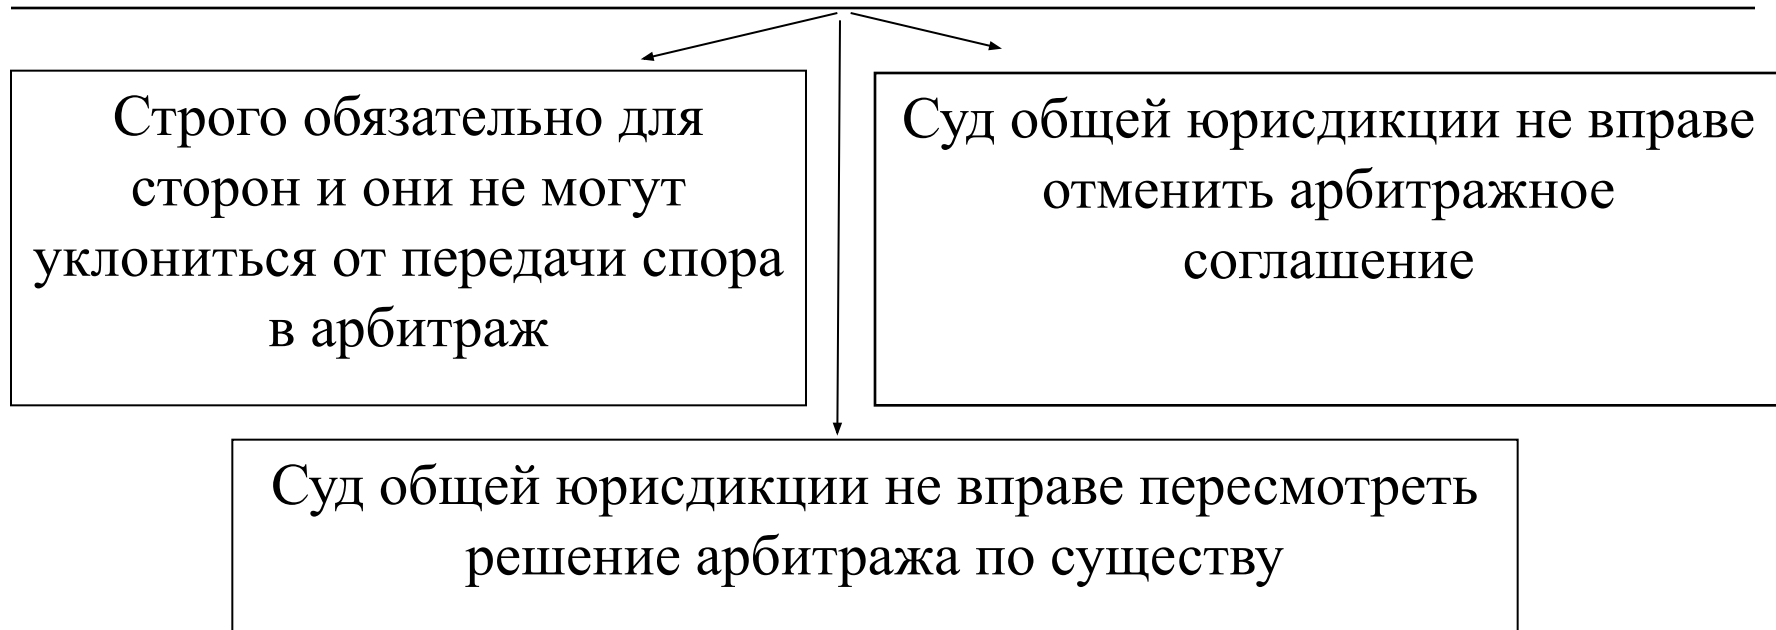 Строго обязательно для
сторон и они не могут
уклониться от передачи спора
в арбитраж
Суд общей юрисдикции не вправе
отменить арбитражное
соглашение
Суд общей юрисдикции не вправе пересмотреть
решение арбитража по существу